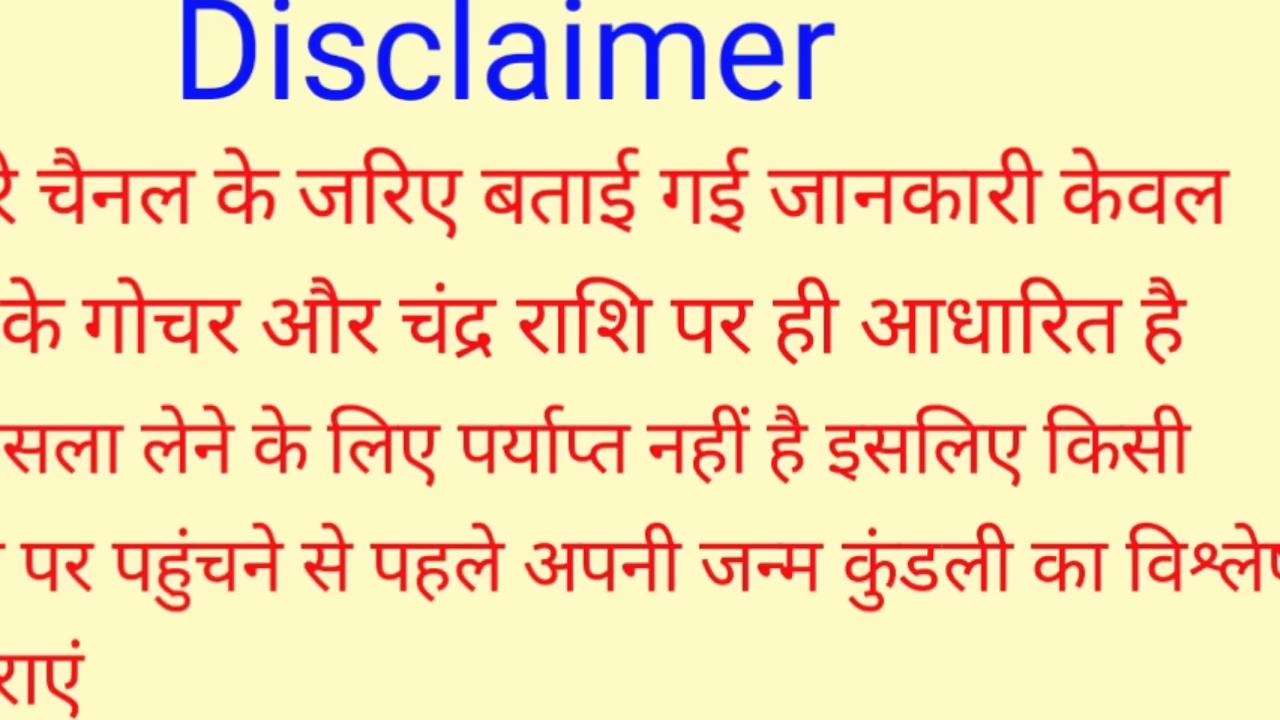 Disclaimer
चैनल के जरिए बताई गई जानकारी केवल
के गोचर और चंद्र राशि पर ही आधारित है
सला लेने के लिए पर्याप्त नहीं है इसलिए किसी
पर पहुंचने से पहले अपनी जन्म कुंडली का
राएं